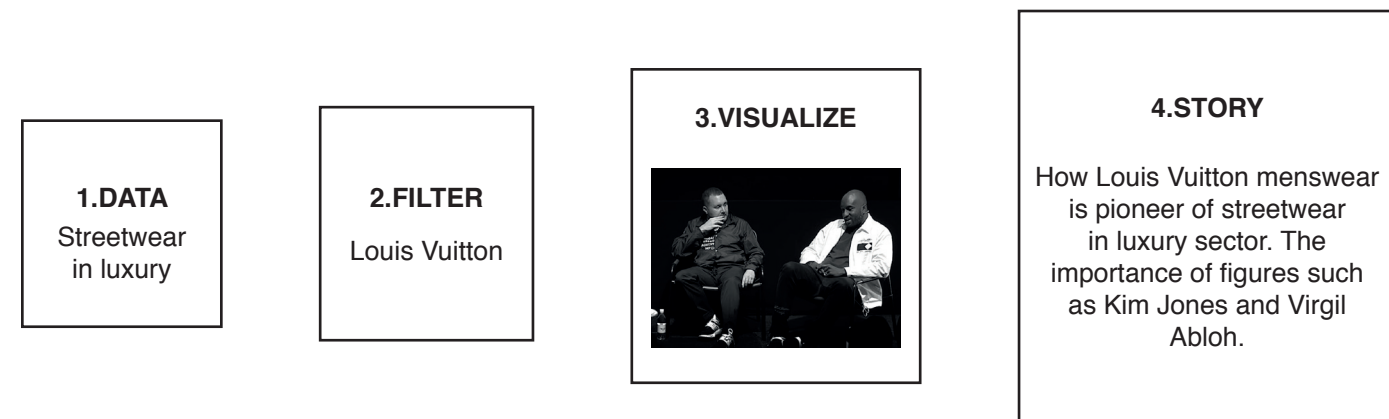 1.DATA
Streetwear
in luxury
2.FILTER
Louis Vuitton
3.VISUALIZE
4.STORY
How Louis Vuitton menswear
is pioneer of streetwear
in luxury sector. The
importance of figures such
as Kim Jones and Virgil
Abloh.